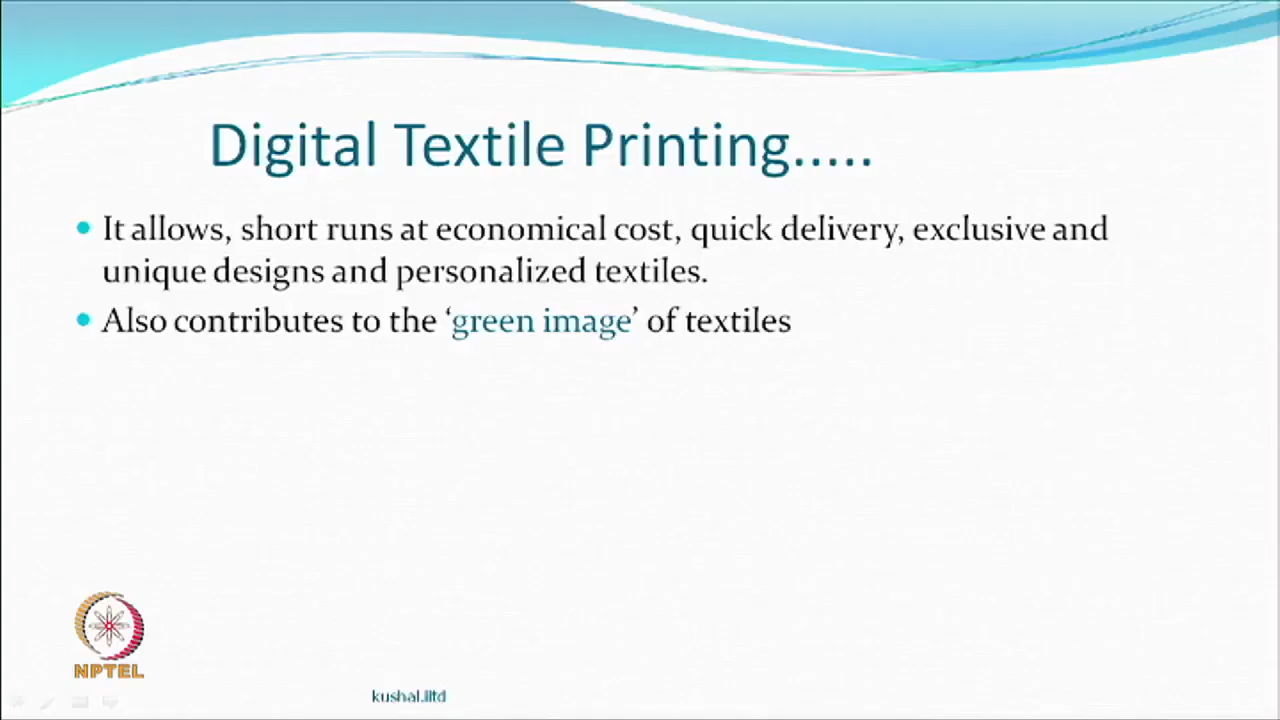 Digital Textile Printing.....
It allows, short runs at economical cost, quick delivery, exclusive and
unique designs and personalized textiles.
Also contributes to the ‘green image’ of textiles
NPTEL
kushal.iitd